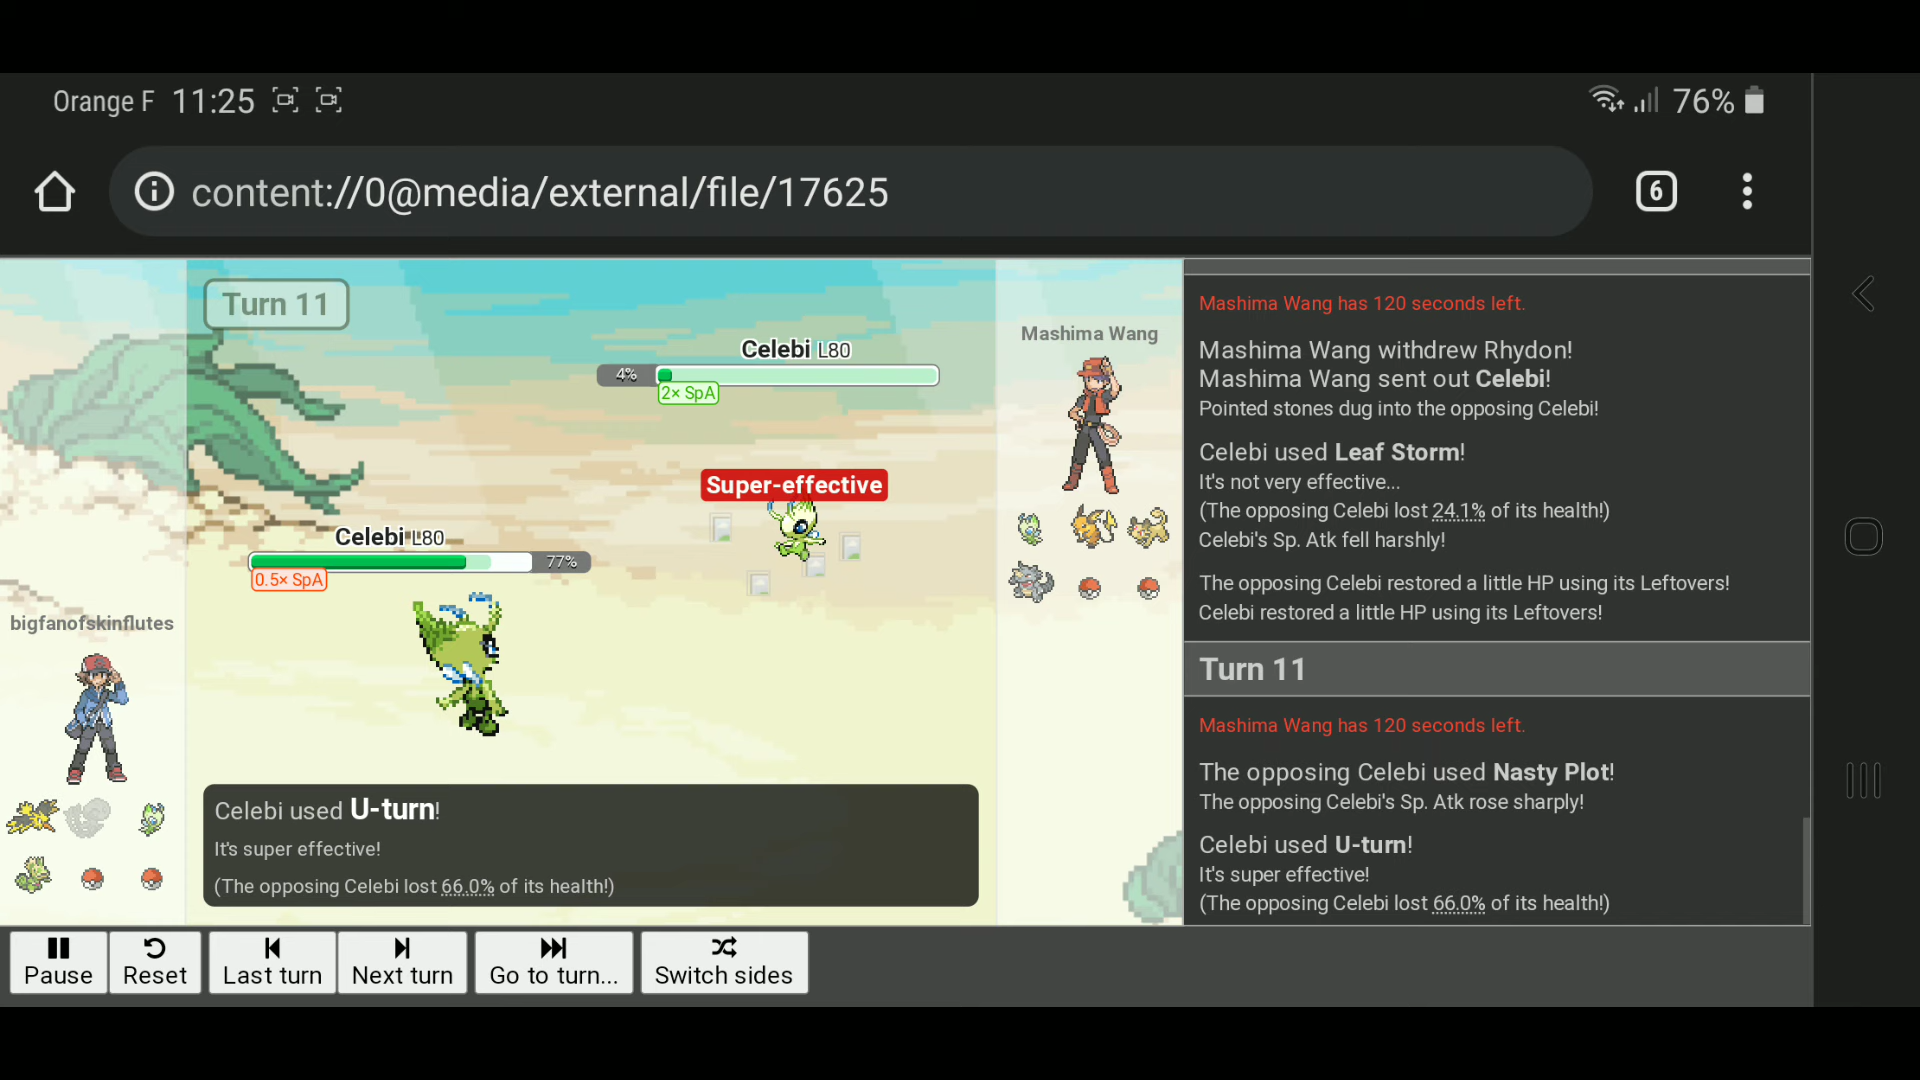 Orange F 11:25
76%
content://0@media/external/file/17625
6
Turn 11
Celebi L80
4%
2× SpA
Super-effective
Celebi L80
77%
0.5× SpA
bigfanofskinflutes
Mashima Wang
Celebi used U-turn!
It's super effective!
(The opposing Celebi lost 66.0% of its health!)
Mashima Wang has 120 seconds left.
Mashima Wang withdrew Rhydon!
Mashima Wang sent out Celebi!
Pointed stones dug into the opposing Celebi!
Celebi used Leaf Storm!
It's not very effective...
(The opposing Celebi lost 24.1% of its health!)
Celebi's Sp. Atk fell harshly!
The opposing Celebi restored a little HP using its Leftovers!
Celebi restored a little HP using its Leftovers!
Turn 11
Mashima Wang has 120 seconds left.
The opposing Celebi used Nasty Plot!
The opposing Celebi's Sp. Atk rose sharply!
Celebi used U-turn!
It's super effective!
(The opposing Celebi lost 66.0% of its health!)
Pause
Reset
Last turn
Next turn
Go to turn...
Switch sides